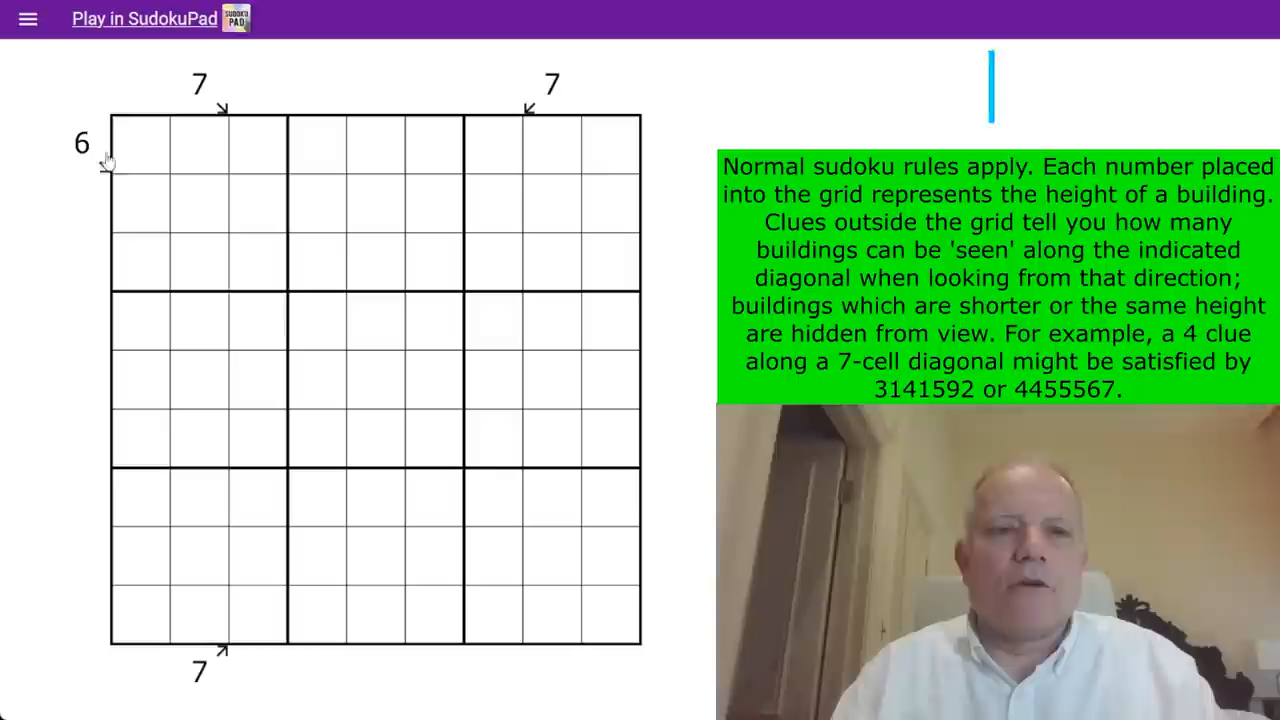 Play in SudokuPad
SUDOKU
PAD
7
7
6
Normal sudoku rules apply. Each number placed
into the grid represents the height of a building.
Clues outside the grid tell you how many
buildings can be 'seen' along the indicated
diagonal when looking from that direction;
buildings which are shorter or the same height
are hidden from view. For example, a 4 clue
along a 7-cell diagonal might be satisfied by
3141592 or 4455567.
7